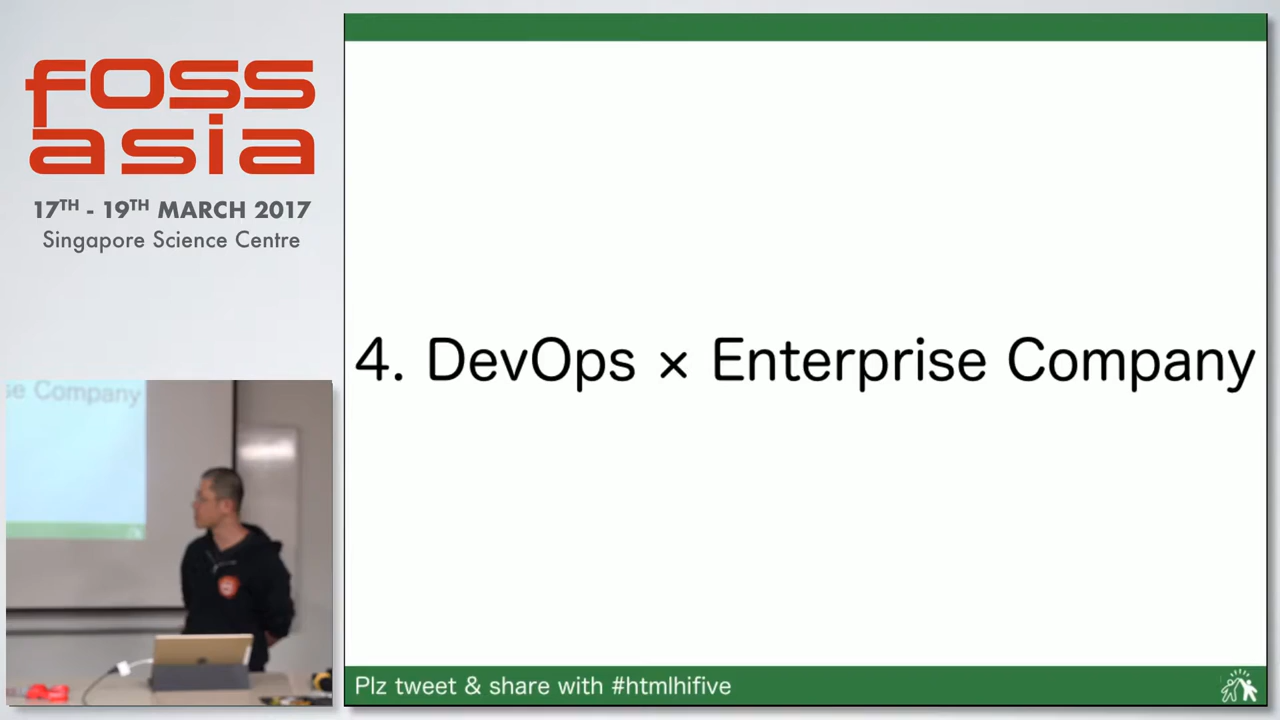 foss
asia
17TH - 19TH MARCH 2017
Singapore Science Centre
4. DevOps × Enterprise Company
Plz tweet & share with #htmlhifive
se Company